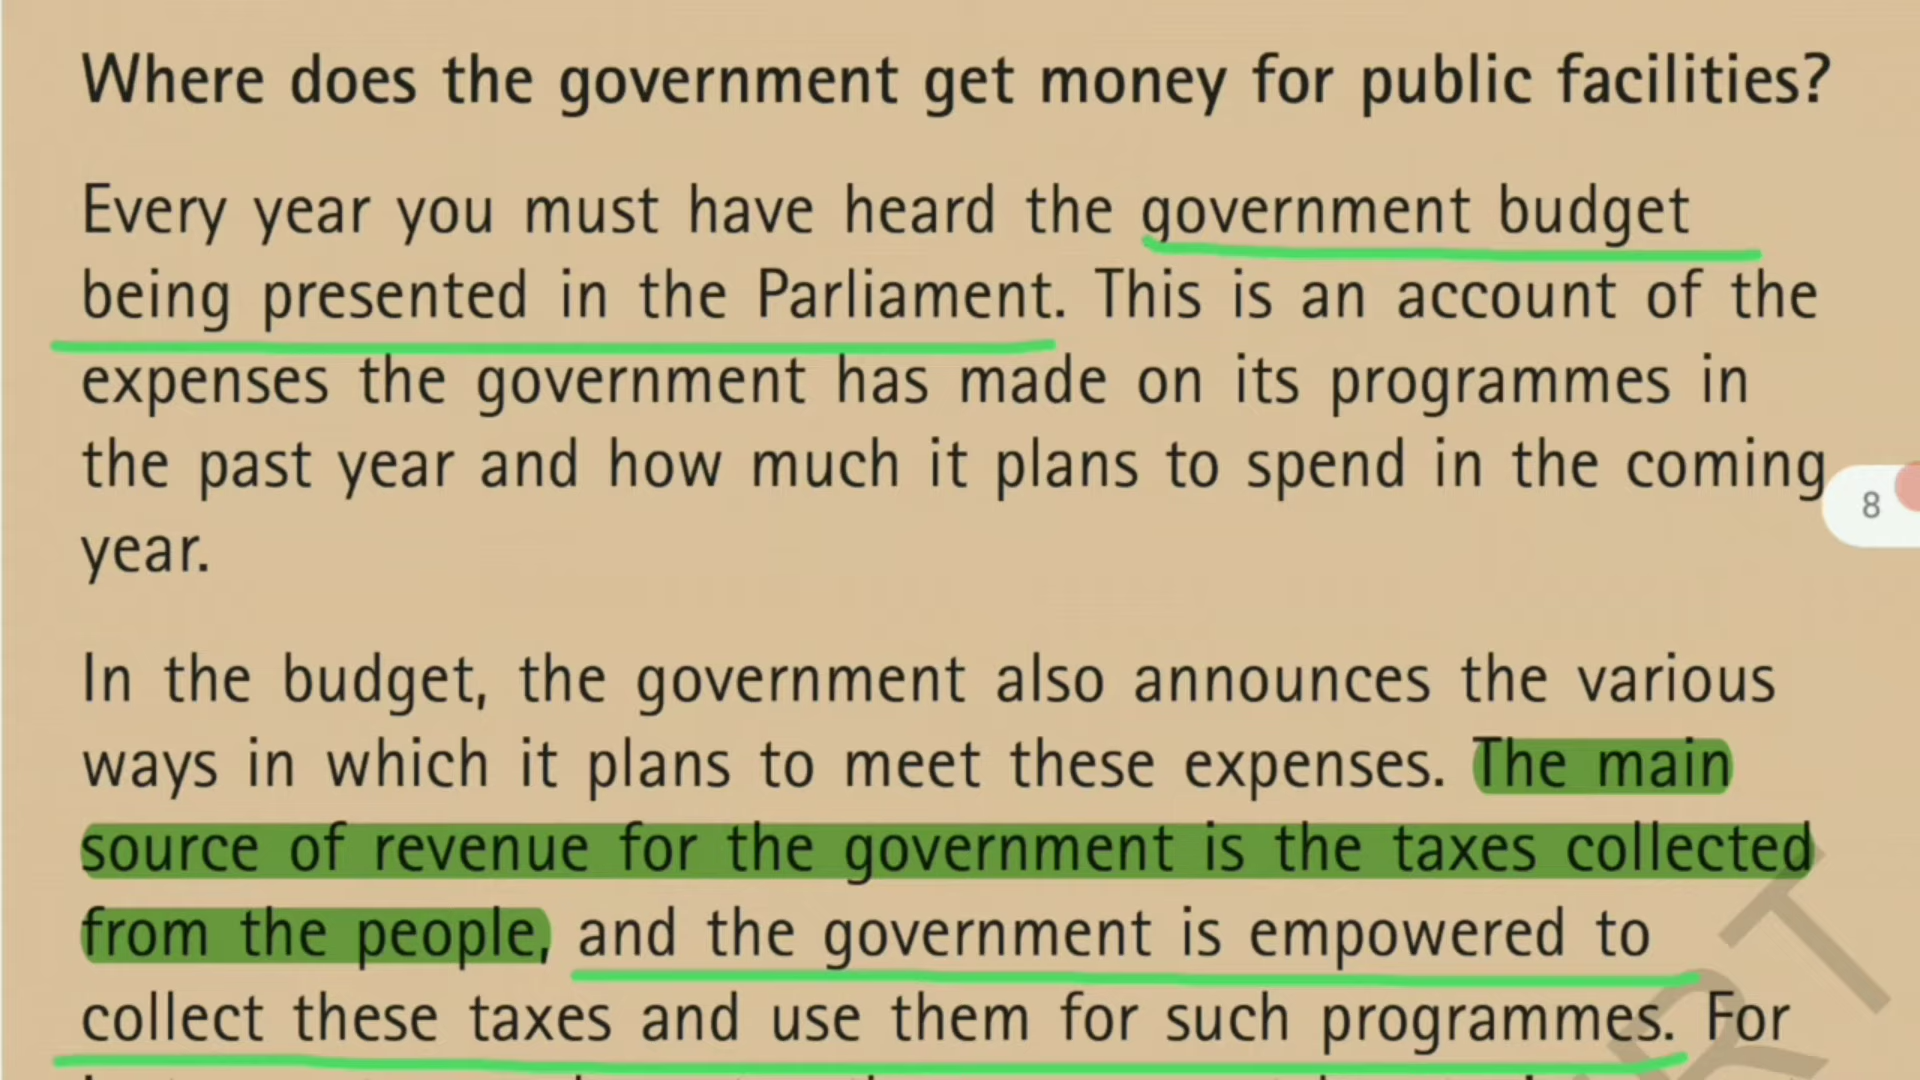 Where does the government get money for public facilities?
Every year you must have heard the government budget
being presented in the Parliament. This is an account of the
expenses the government has made on its programmes in
the past year and how much it plans to spend in the coming
year.
8
In the budget, the government also announces the various
ways in which it plans to meet these expenses. The main
source of revenue for the government is the taxes collected
from the people, and the government is empowered to
collect these taxes and use them for such programmes. For